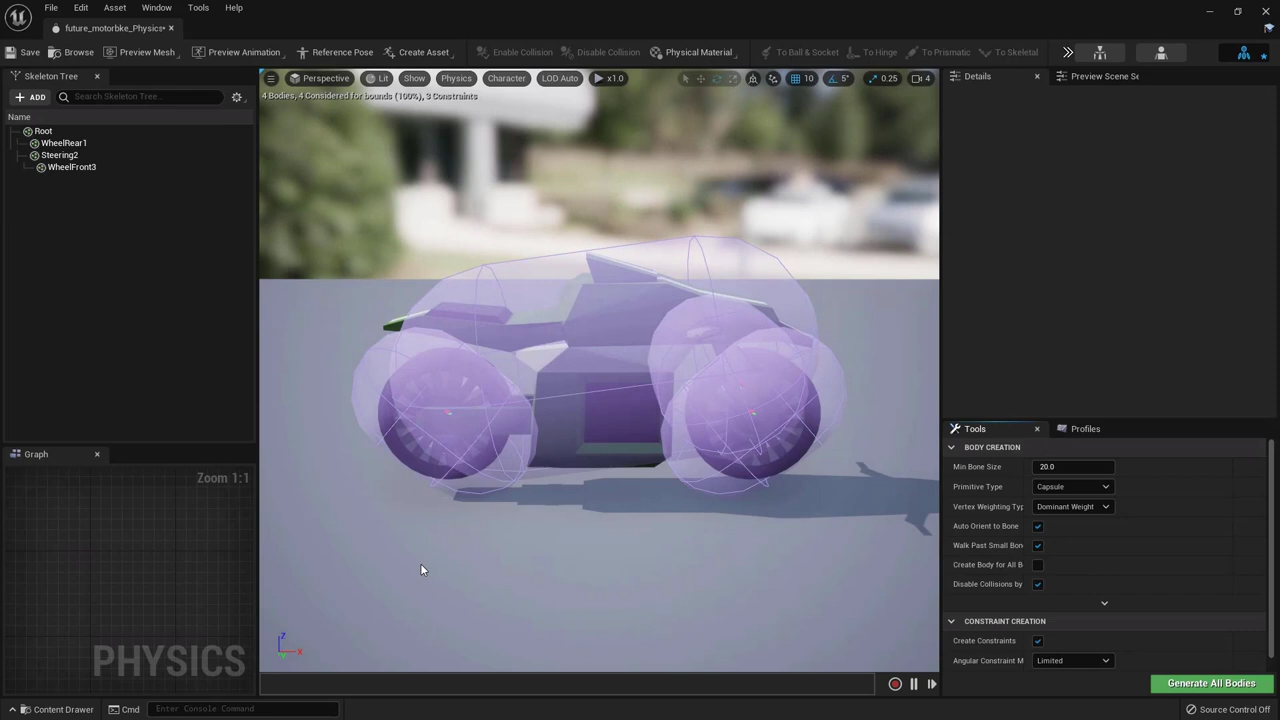 File Edit Asset Window Tools Help
future_motorbke_Physics*
Save Browse Preview Mesh Preview Animation Reference Pose Create Asset Enable Collision Disable Collision Physical Material To Ball & Socket To Hinge To Prismatic To Skeletal
Skeleton Tree
ADD Search Skeleton Tree...
Name
Root
WheelRear1
Steering2
WheelFront3
Perspective Lit Show Physics Character LOD Auto x1.0 10 5° 0.25 4
4 Bodies, 4 Considered for bounds (100%), 3 Constraints
Z
X
Y
Graph
Zoom 1:1
PHYSICS
Details Preview Scene Se
Tools Profiles
BODY CREATION
Min Bone Size 20.0
Primitive Type Capsule
Vertex Weighting Typ Dominant Weight
Auto Orient to Bone
Walk Past Small Bon
Create Body for All B
Disable Collisions by
CONSTRAINT CREATION
Create Constraints
Angular Constraint M Limited
Generate All Bodies
Content Drawer Cmd Enter Console Command Source Control Off